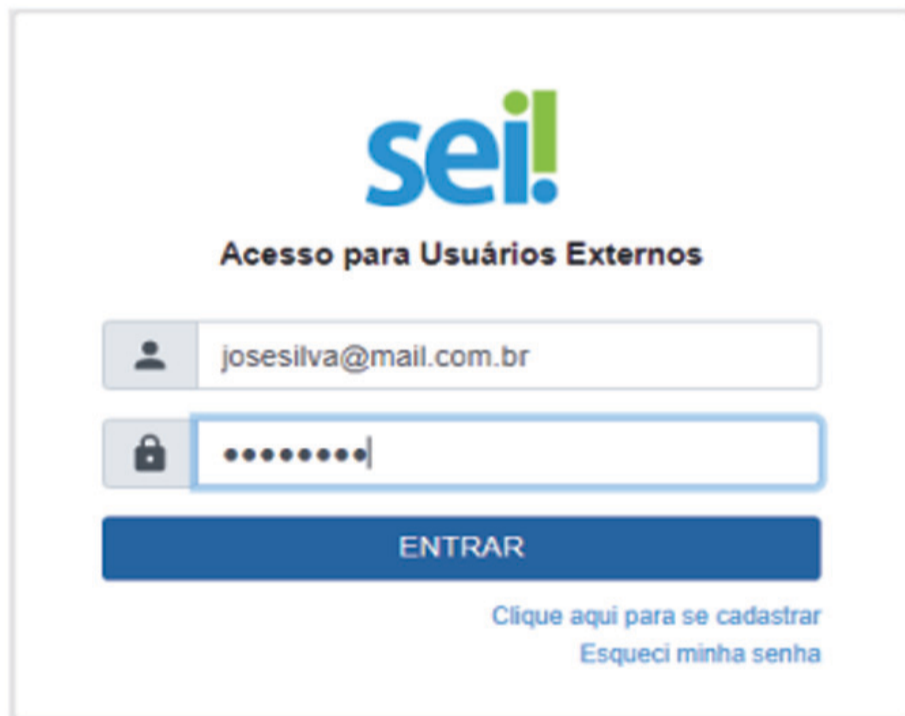 sei!
Acesso para Usuários Externos
josesilva@mail.com.br
••••••••
ENTRAR
Clique aqui para se cadastrar
Esqueci minha senha